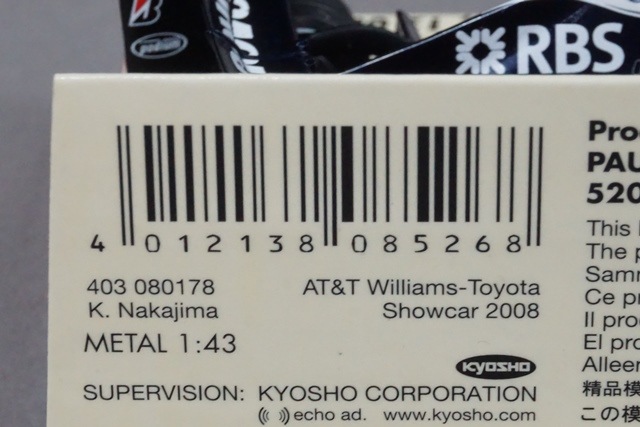 podium
RBS
4 012138 085268
403 080178
K. Nakajima
METAL 1:43
AT&T Williams-Toyota
Showcar 2008
KYOSHO
SUPERVISION: KYOSHO CORPORATION
echo ad. www.kyosho.com
Pro
PAU
520
This
The p
Samm
Ce pr
Il pro
El pro
Alleen
精品模
この模